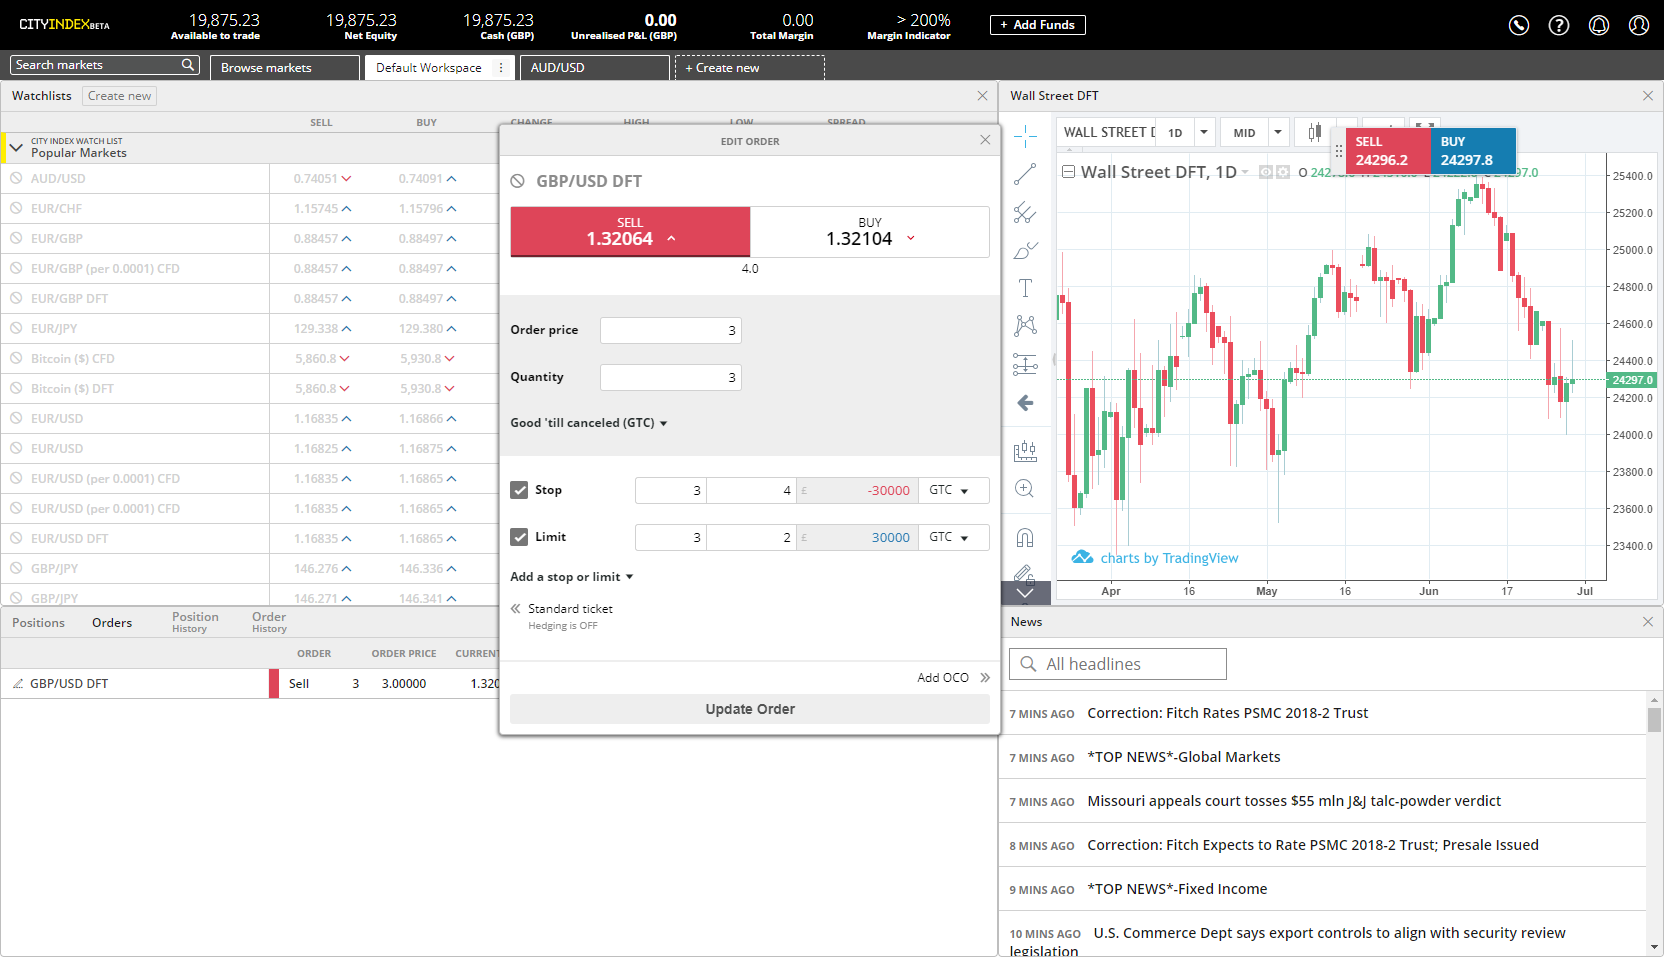 CITYINDEXBETA
19,875.23
Available to trade
19,875.23
Net Equity
19,875.23
Cash (GBP)
0.00
Unrealised P&L (GBP)
0.00
Total Margin
> 200%
Margin Indicator
+ Add Funds
Search markets
Browse markets
Default Workspace
AUD/USD
+ Create new
Watchlists Create new
SELL BUY CHANGE HIGH LOW SPREAD
CITY INDEX WATCH LIST
Popular Markets
AUD/USD 0.74051 0.74091
EUR/CHF 1.15745 1.15796
EUR/GBP 0.88457 0.88497
EUR/GBP (per 0.0001) CFD 0.88457 0.88497
EUR/GBP DFT 0.88457 0.88497
EUR/JPY 129.338 129.380
Bitcoin ($) CFD 5,860.8 5,930.8
Bitcoin ($) DFT 5,860.8 5,930.8
EUR/USD 1.16835 1.16866
EUR/USD 1.16825 1.16875
EUR/USD (per 0.0001) CFD 1.16835 1.16865
EUR/USD (per 0.0001) CFD 1.16835 1.16865
EUR/USD DFT 1.16835 1.16865
GBP/JPY 146.276 146.336
GBP/JPY 146.271 146.341
EDIT ORDER
GBP/USD DFT
SELL
1.32064
BUY
1.32104
4.0
Order price 3
Quantity 3
Good 'till canceled (GTC)
Stop 3 4 £ -30000 GTC
Limit 3 2 £ 30000 GTC
Add a stop or limit
Standard ticket
Hedging is OFF
Add OCO
Update Order
Positions Orders Position History Order History
ORDER ORDER PRICE CURRENT
GBP/USD DFT Sell 3 3.00000 1.320
Wall Street DFT
WALL STREET D 1D MID
SELL
24296.2
BUY
24297.8
Wall Street DFT, 1D O
25400.0
25200.0
25000.0
24800.0
24600.0
24400.0
24297.0
24200.0
24000.0
23800.0
23600.0
23400.0
charts by TradingView
Apr 16 May 16 Jun 17 Jul
News
All headlines
7 MINS AGO Correction: Fitch Rates PSMC 2018-2 Trust
7 MINS AGO *TOP NEWS*-Global Markets
7 MINS AGO Missouri appeals court tosses $55 mln J&J talc-powder verdict
8 MINS AGO Correction: Fitch Expects to Rate PSMC 2018-2 Trust; Presale Issued
9 MINS AGO *TOP NEWS*-Fixed Income
10 MINS AGO U.S. Commerce Dept says export controls to align with security review
legislation